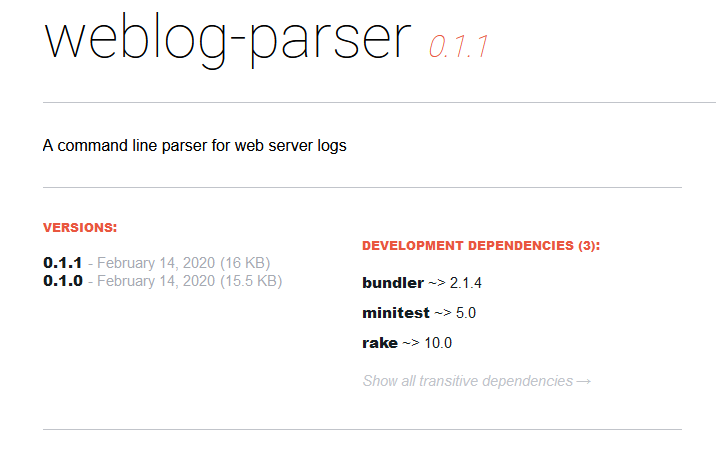 weblog-parser 0.1.1
A command line parser for web server logs
VERSIONS:
0.1.1 - February 14, 2020 (16 KB)
0.1.0 - February 14, 2020 (15.5 KB)
DEVELOPMENT DEPENDENCIES (3):
bundler ~> 2.1.4
minitest ~> 5.0
rake ~> 10.0
Show all transitive dependencies →